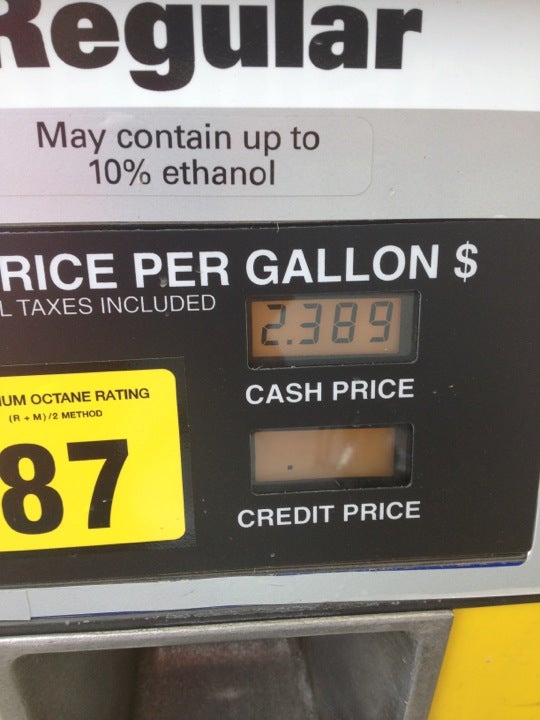 Regular
May contain up to
10% ethanol
RICE PER GALLON $
L TAXES INCLUDED
2.389
CASH PRICE
UM OCTANE RATING
(R + M)/2 METHOD
87
.
CREDIT PRICE